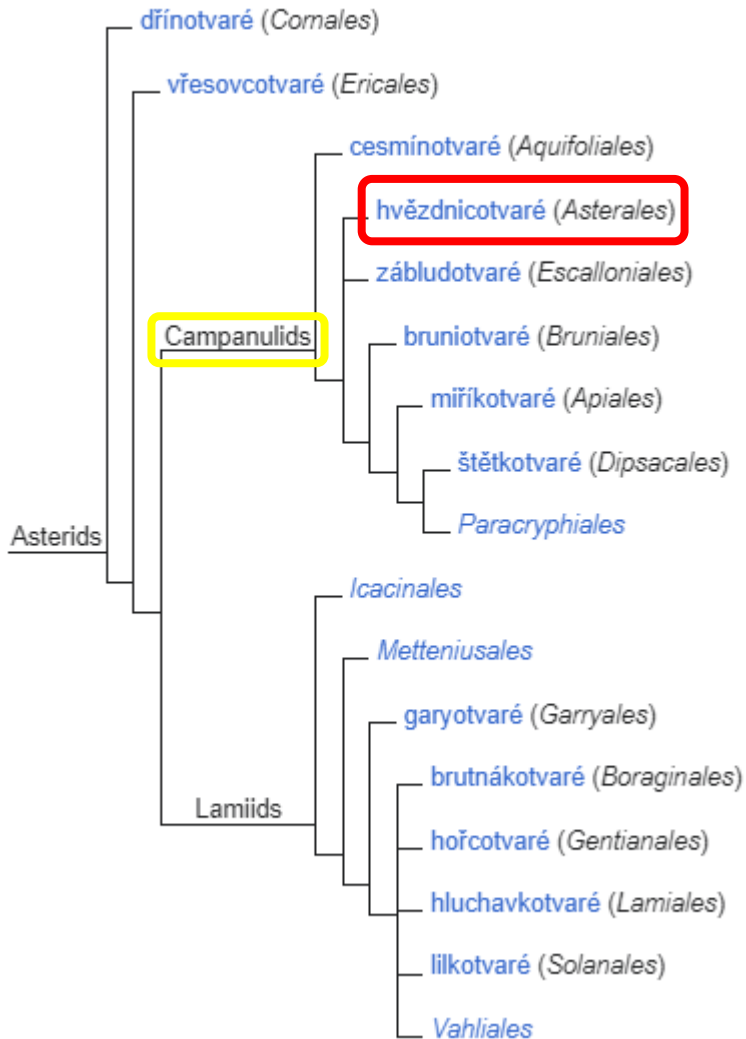 dřínotvaré (Cornales)
vřesovcotvaré (Ericales)
cesmínotvaré (Aquifoliales)
hvězdnicotvaré (Asterales)
zábludotvaré (Escalloniales)
Campanulids
bruniotvaré (Bruniales)
miříkotvaré (Apiales)
štětkotvaré (Dipsacales)
Paracryphiales
Asterids
Icacinales
Metteniusales
garyotvaré (Garryales)
brutnákotvaré (Boraginales)
Lamiids
hořcotvaré (Gentianales)
hluchavkotvaré (Lamiales)
lilkotvaré (Solanales)
Vahliales